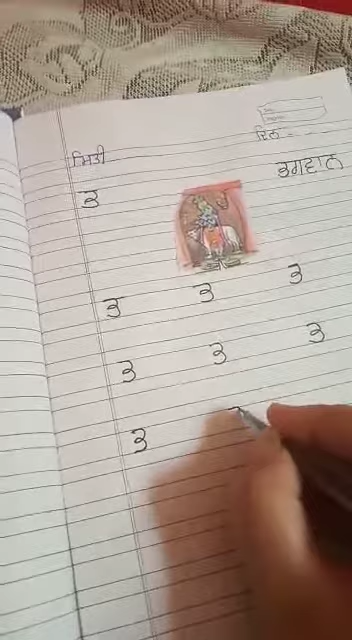 ਮਿਤੀ ਦਿਨ - -
ਭ ਭਗਵਾਨ
ਭ ਭ ਭ
ਭ ਭ ਭ
ਭ